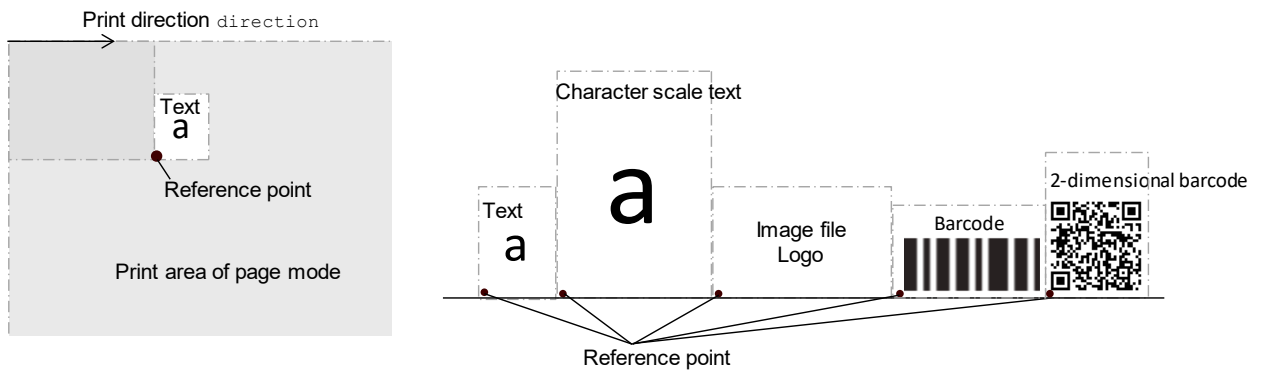 Print direction direction
Text
a
Reference point
Print area of page mode
Character scale text
a
Text
a
Image file
Logo
Barcode
2-dimensional barcode
Reference point